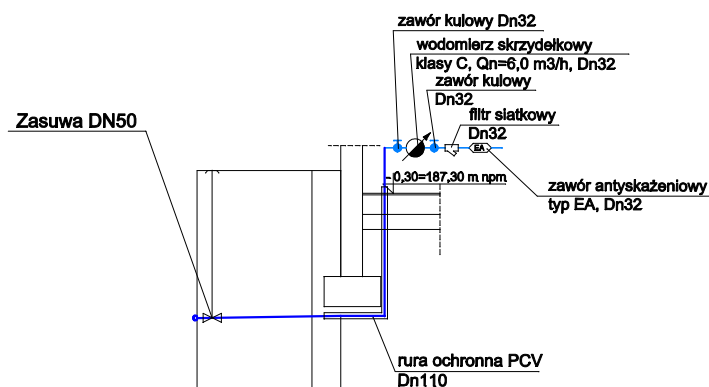 zawór kulowy Dn32
wodomierz skrzydełkowy
klasy C, Qn=6,0 m3/h, Dn32
zawór kulowy
Dn32
filtr siatkowy
Dn32
Zasuwa DN50
EA
- 0,30=187,30 m npm
zawór antyskażeniowy
typ EA, Dn32
rura ochronna PCV
Dn110